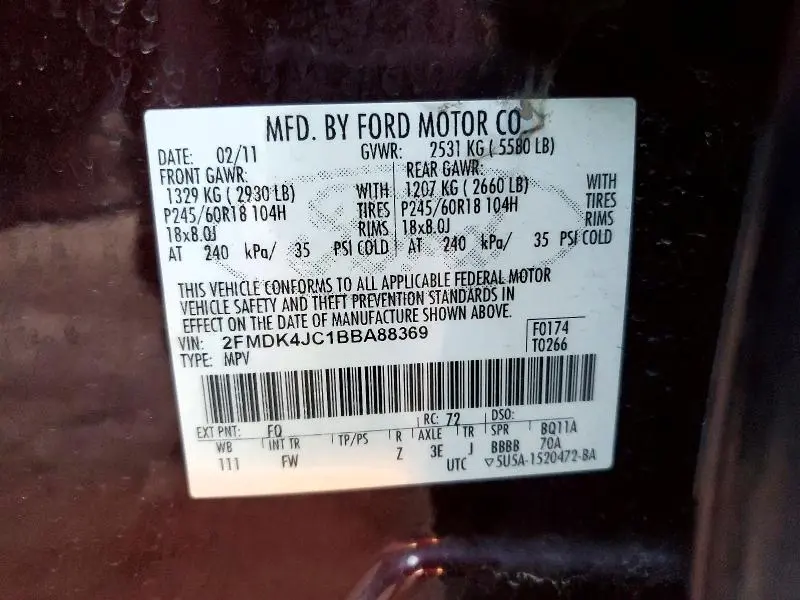 MFD. BY FORD MOTOR CO
DATE: 02/11 GVWR: 2531 KG ( 5580 LB)
FRONT GAWR: REAR GAWR:
1329 KG ( 2930 LB) WITH 1207 KG ( 2660 LB) WITH
P245/60R18 104H TIRES P245/60R18 104H TIRES
18x8.0J RIMS 18x8.0J RIMS
AT 240 kPa/ 35 PSI COLD AT 240 kPa/ 35 PSI COLD
THIS VEHICLE CONFORMS TO ALL APPLICABLE FEDERAL MOTOR
VEHICLE SAFETY AND THEFT PREVENTION STANDARDS IN
EFFECT ON THE DATE OF MANUFACTURE SHOWN ABOVE.
VIN: 2FMDK4JC1BBA88369 F0174
TYPE: MPV T0266
EXT PNT: FQ RC: 72 DSO:
WB INT TR TP/PS R AXLE TR SPR BQ11A
111 FW Z 3E J BBBB 70A
UTC ▽5U5A-1520472-BA